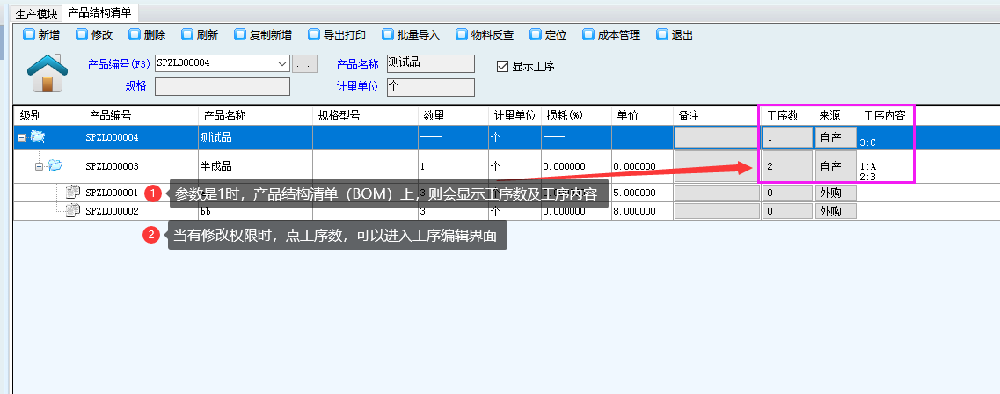 生产模块 产品结构清单
新增 修改 删除 刷新 复制新增 导出打印 批量导入 物料反查 定位 成本管理 退出
产品编号(F3) SPZL000004 ... 产品名称 测试品 显示工序
规格 计量单位 个
级别 产品编号 产品名称 规格型号 数量 计量单位 损耗(%) 单价 备注 工序数 来源 工序内容
SPZL000004 测试品 —— 个 —— 1 自产 3:C
SPZL000003 半成品 1 个 0.000000 0.000000 2 自产 1:A
2:B
SPZL000001 3 个 0.000000 5.000000 0 外购
1 参数是1时，产品结构清单（BOM）上，则会显示工序数及工序内容
SPZL000002 bb 3 个 0.000000 8.000000 0 外购
2 当有修改权限时，点工序数，可以进入工序编辑界面